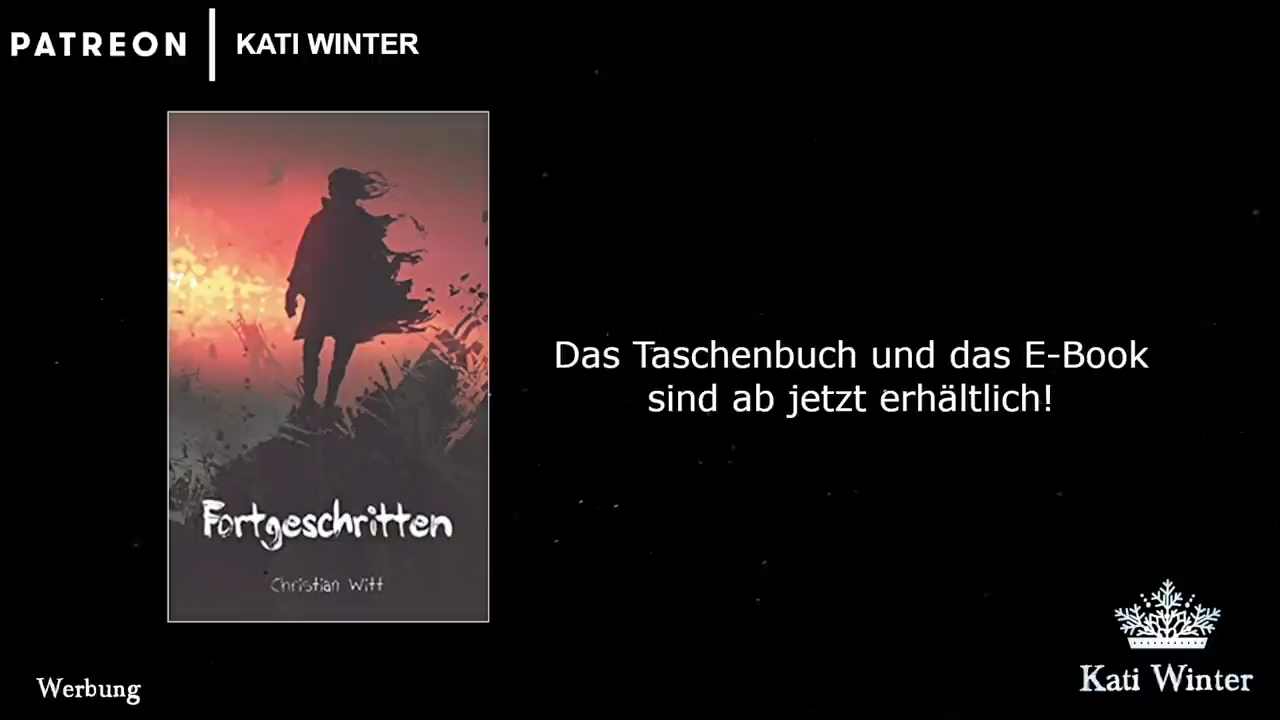 PATREON | KATI WINTER
Fortgeschritten
Christian Witt
Das Taschenbuch und das E-Book
sind ab jetzt erhältlich!
Werbung
Kati Winter